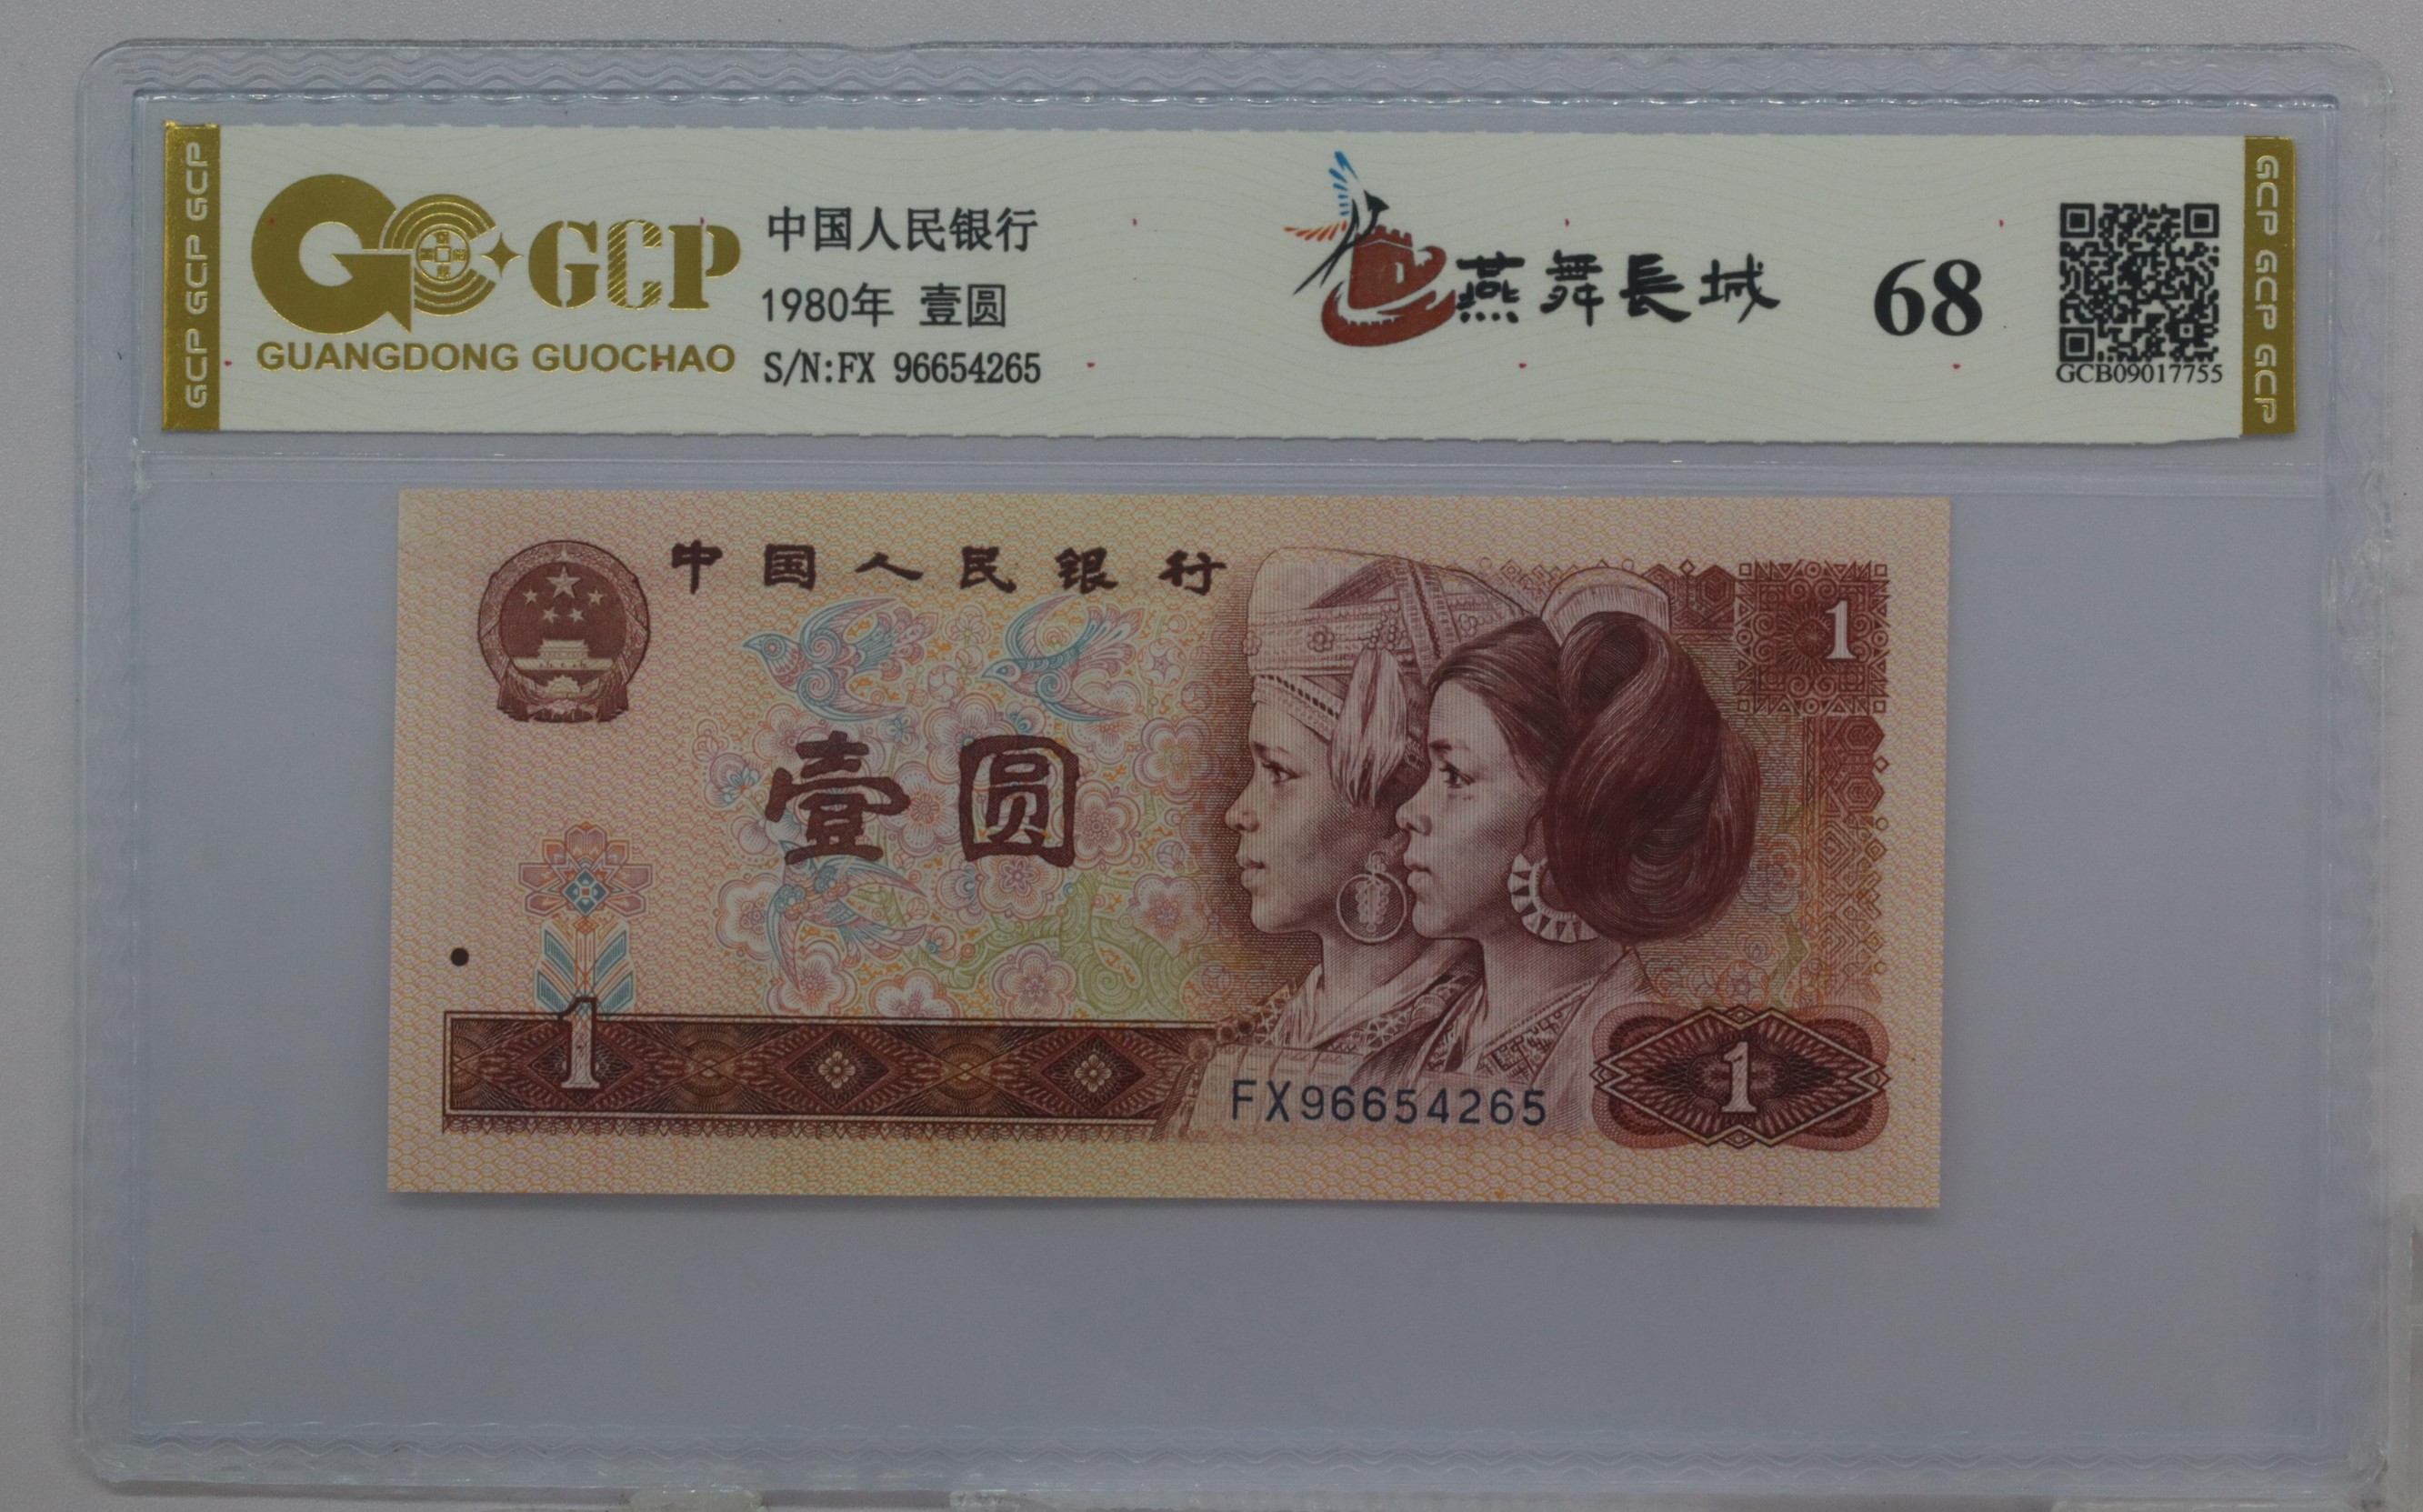 GCP GCP GCP
GCP
GUANGDONG GUOCHAO
中国人民银行
1980年 壹圆
S/N:FX 96654265
燕舞長城
68
GCB09017755
GCP GCP GCP
中国人民银行
1
壹圆
1
FX96654265
1